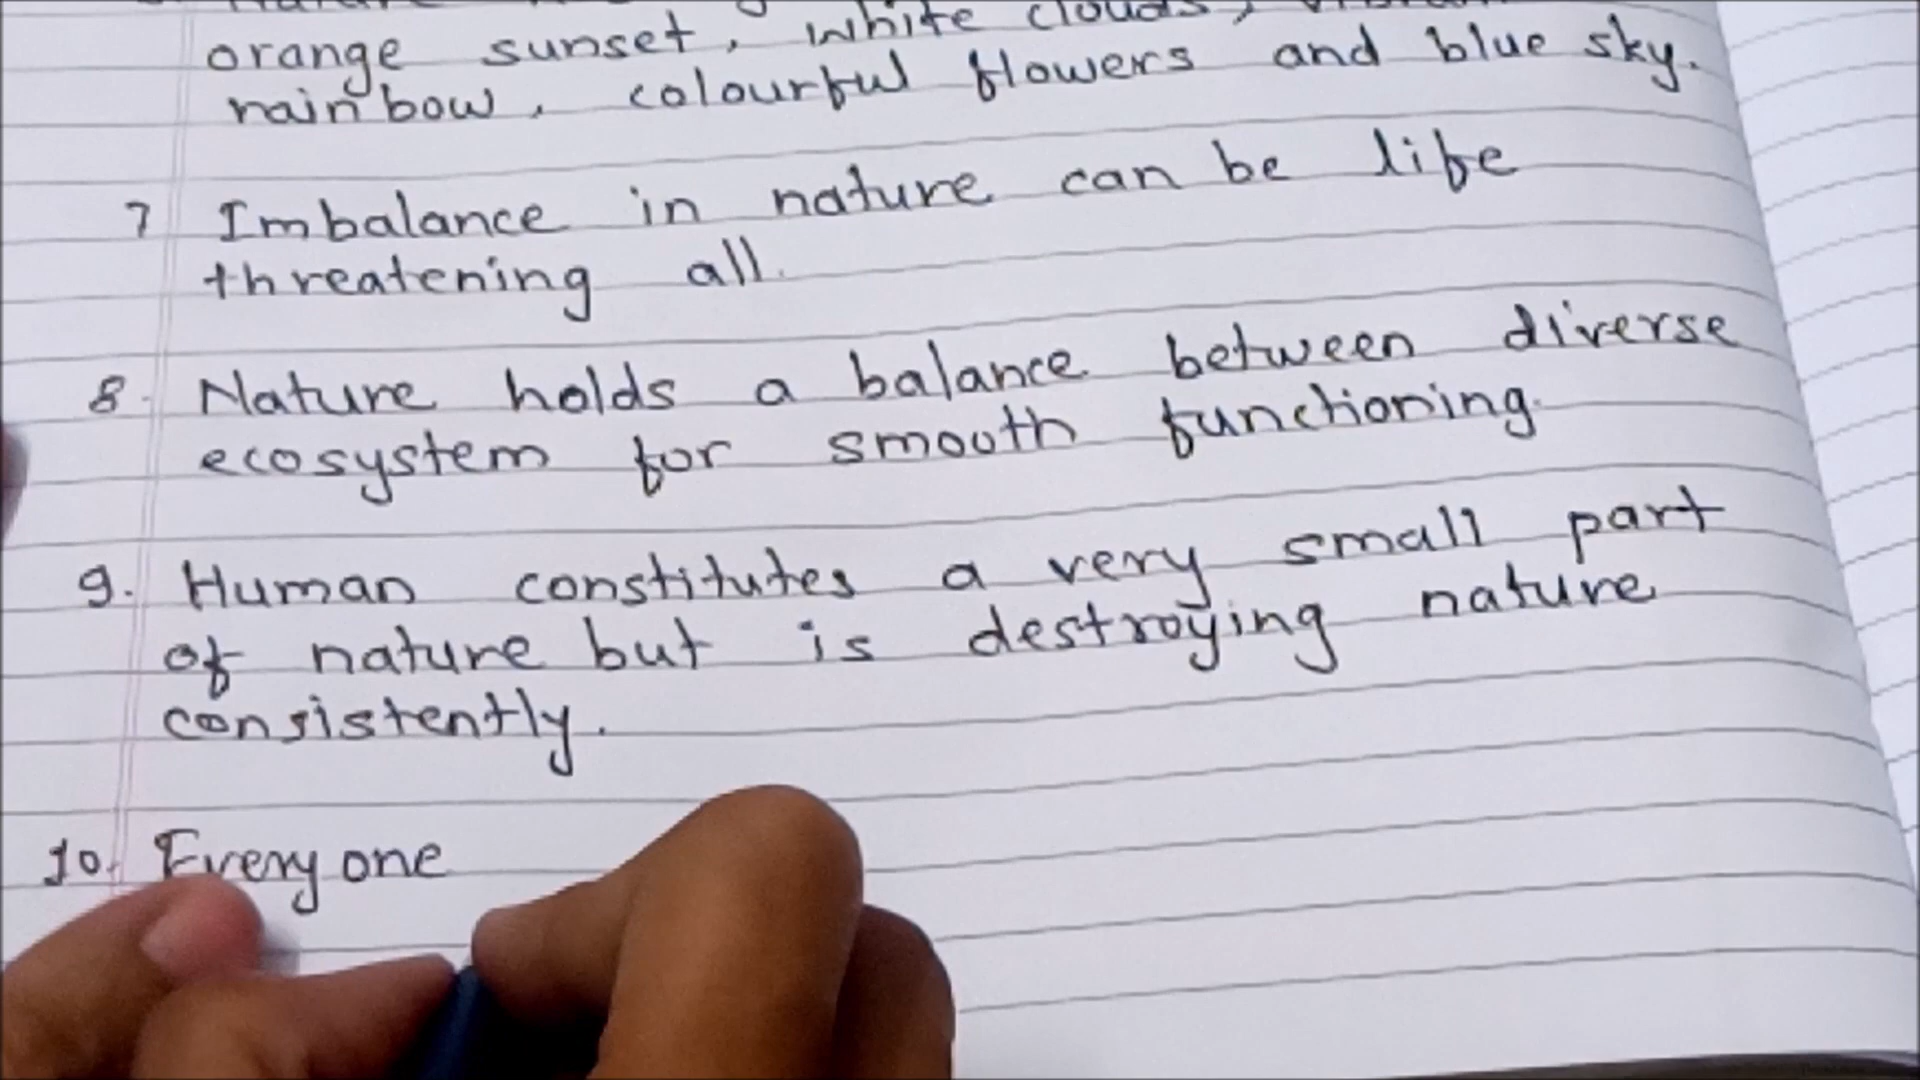 orange sunset, white clouds,
rainbow, colourful flowers and blue sky.
7 Imbalance in nature can be life
threatening all.
8. Nature holds a balance between diverse
ecosystem for smooth functioning.
9. Human constitutes a very small part
of nature but is destroying nature
consistently.
10. Every one